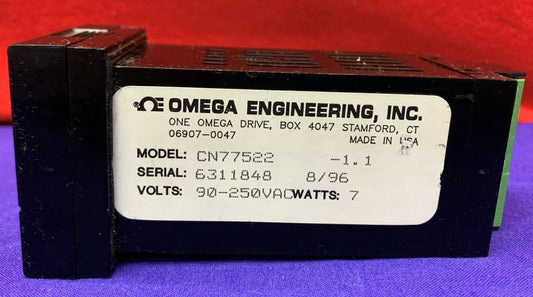 ΩE OMEGA ENGINEERING, INC.
ONE OMEGA DRIVE, BOX 4047 STAMFORD, CT
06907-0047 MADE IN USA
MODEL: CN77522 -1.1
SERIAL: 6311848 8/96
VOLTS: 90-250VAC WATTS: 7